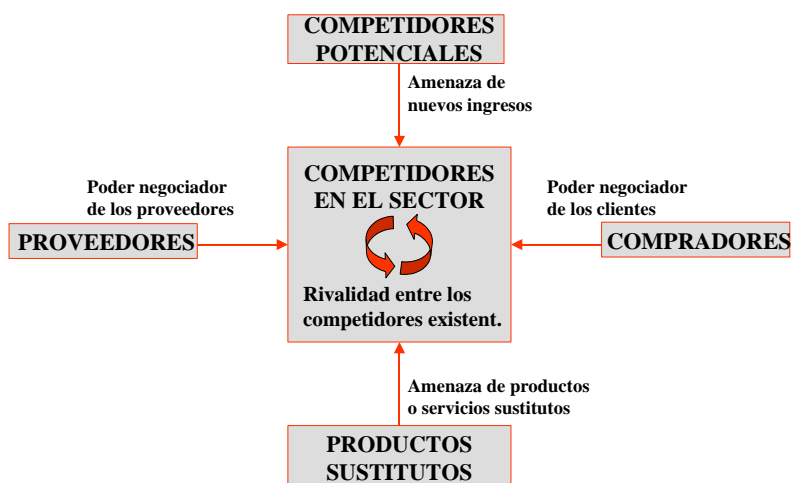 COMPETIDORES
POTENCIALES
Amenaza de
nuevos ingresos
COMPETIDORES
EN EL SECTOR
Rivalidad entre los
competidores existent.
Poder negociador
de los proveedores
PROVEEDORES
Poder negociador
de los clientes
COMPRADORES
Amenaza de productos
o servicios sustitutos
PRODUCTOS
SUSTITUTOS